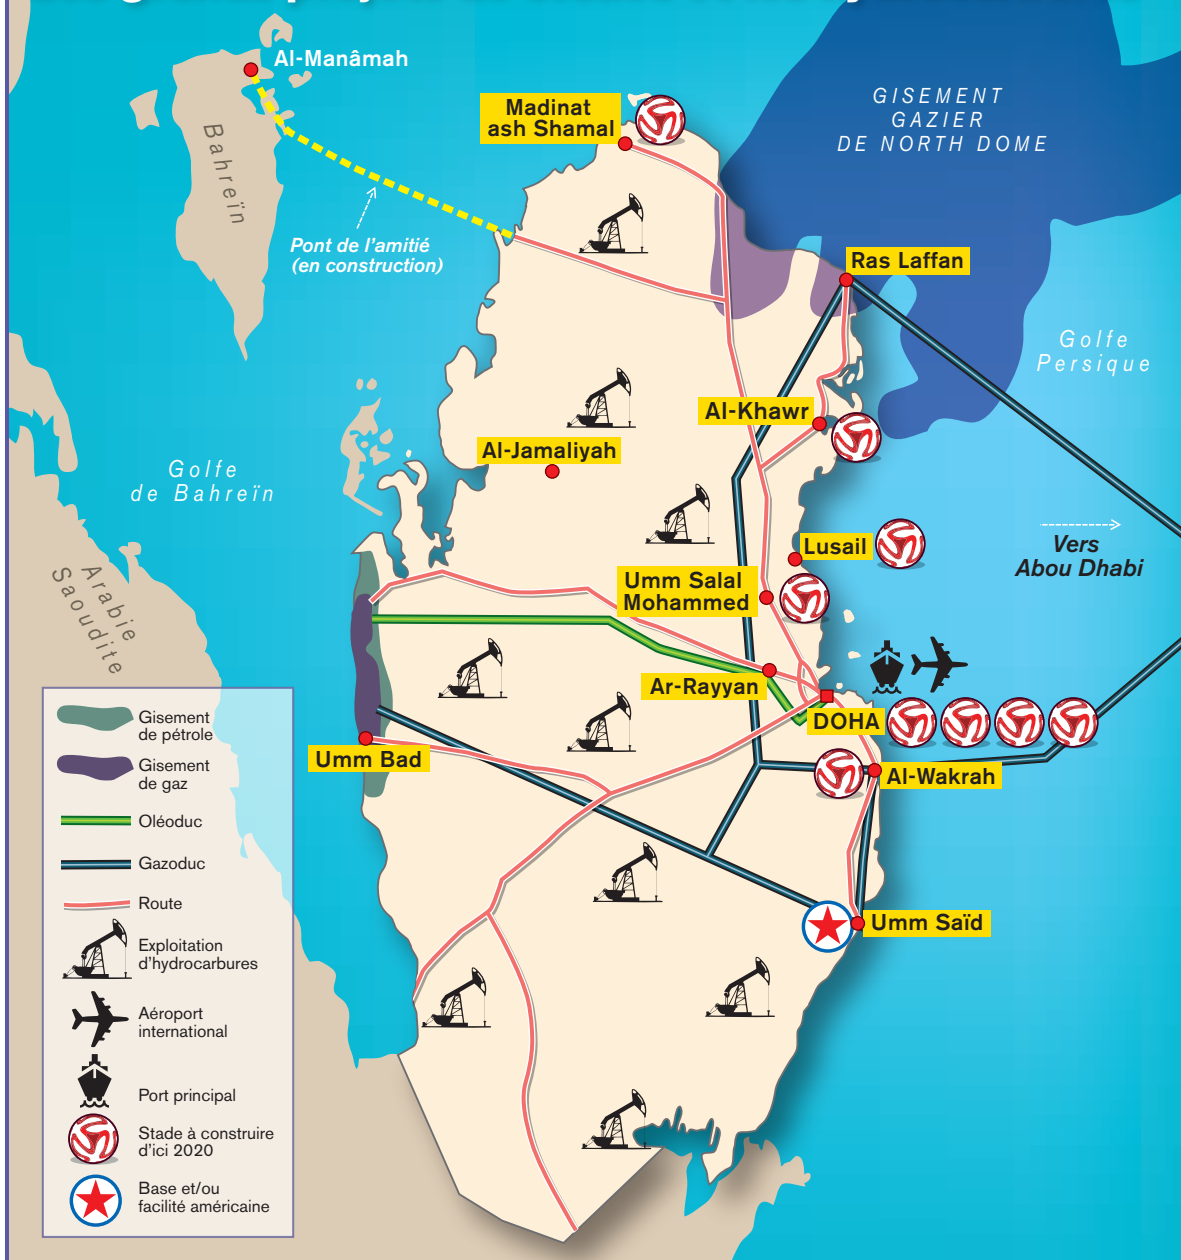 Al-Manâmah
Bahreïn
Madinat
ash Shamal
GISEMENT
GAZIER
DE NORTH DOME
Pont de l'amitié
(en construction)
Ras Laffan
Golfe
Persique
Al-Khawr
Al-Jamaliyah
Golfe
de Bahreïn
Lusail
Vers
Abou Dhabi
Arabie
Saoudite
Umm Salal
Mohammed
Ar-Rayyan
DOHA
Umm Bad
Al-Wakrah
Umm Saïd
Gisement
de pétrole
Gisement
de gaz
Oléoduc
Gazoduc
Route
Exploitation
d'hydrocarbures
Aéroport
international
Port principal
Stade à construire
d'ici 2020
Base et/ou
facilité américaine